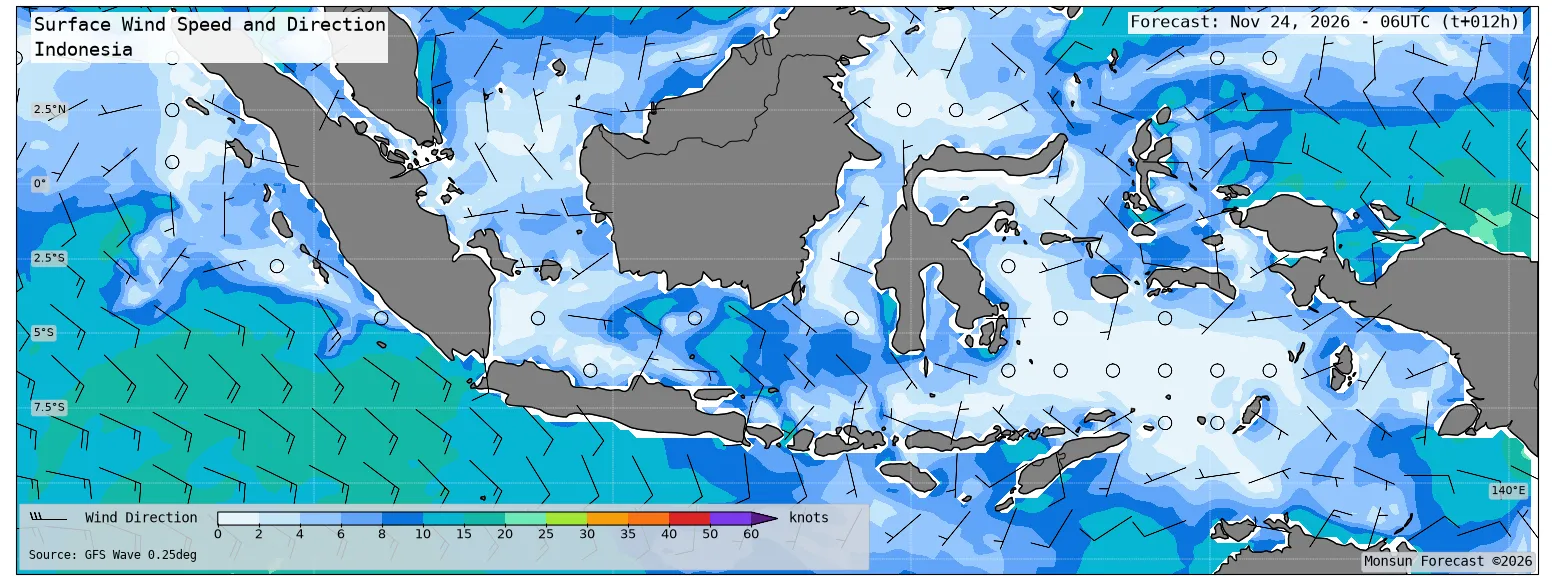 Surface Wind Speed and Direction
Indonesia
Forecast: Nov 24, 2026 - 06UTC (t+012h)
2.5°N
0°
2.5°S
5°S
7.5°S
140°E
Wind Direction
0 2 4 6 8 10 15 20 25 30 35 40 50 60
knots
Source: GFS Wave 0.25deg
Monsun Forecast ©2026